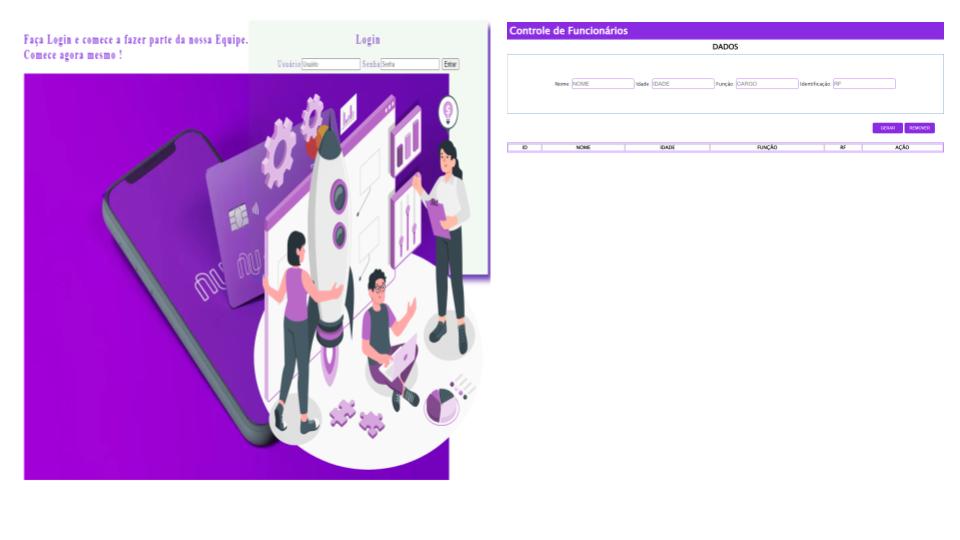 Faça Login e comece a fazer parte da nossa Equipe.
Comece agora mesmo !
Login
Usuário Usuário Senha Senha Entrar
nu nu
Controle de Funcionários
DADOS
Nome NOME Idade IDADE Função CARGO Identificação RF
GERAR REMOVER
ID NOME IDADE FUNÇÃO RF AÇÃO